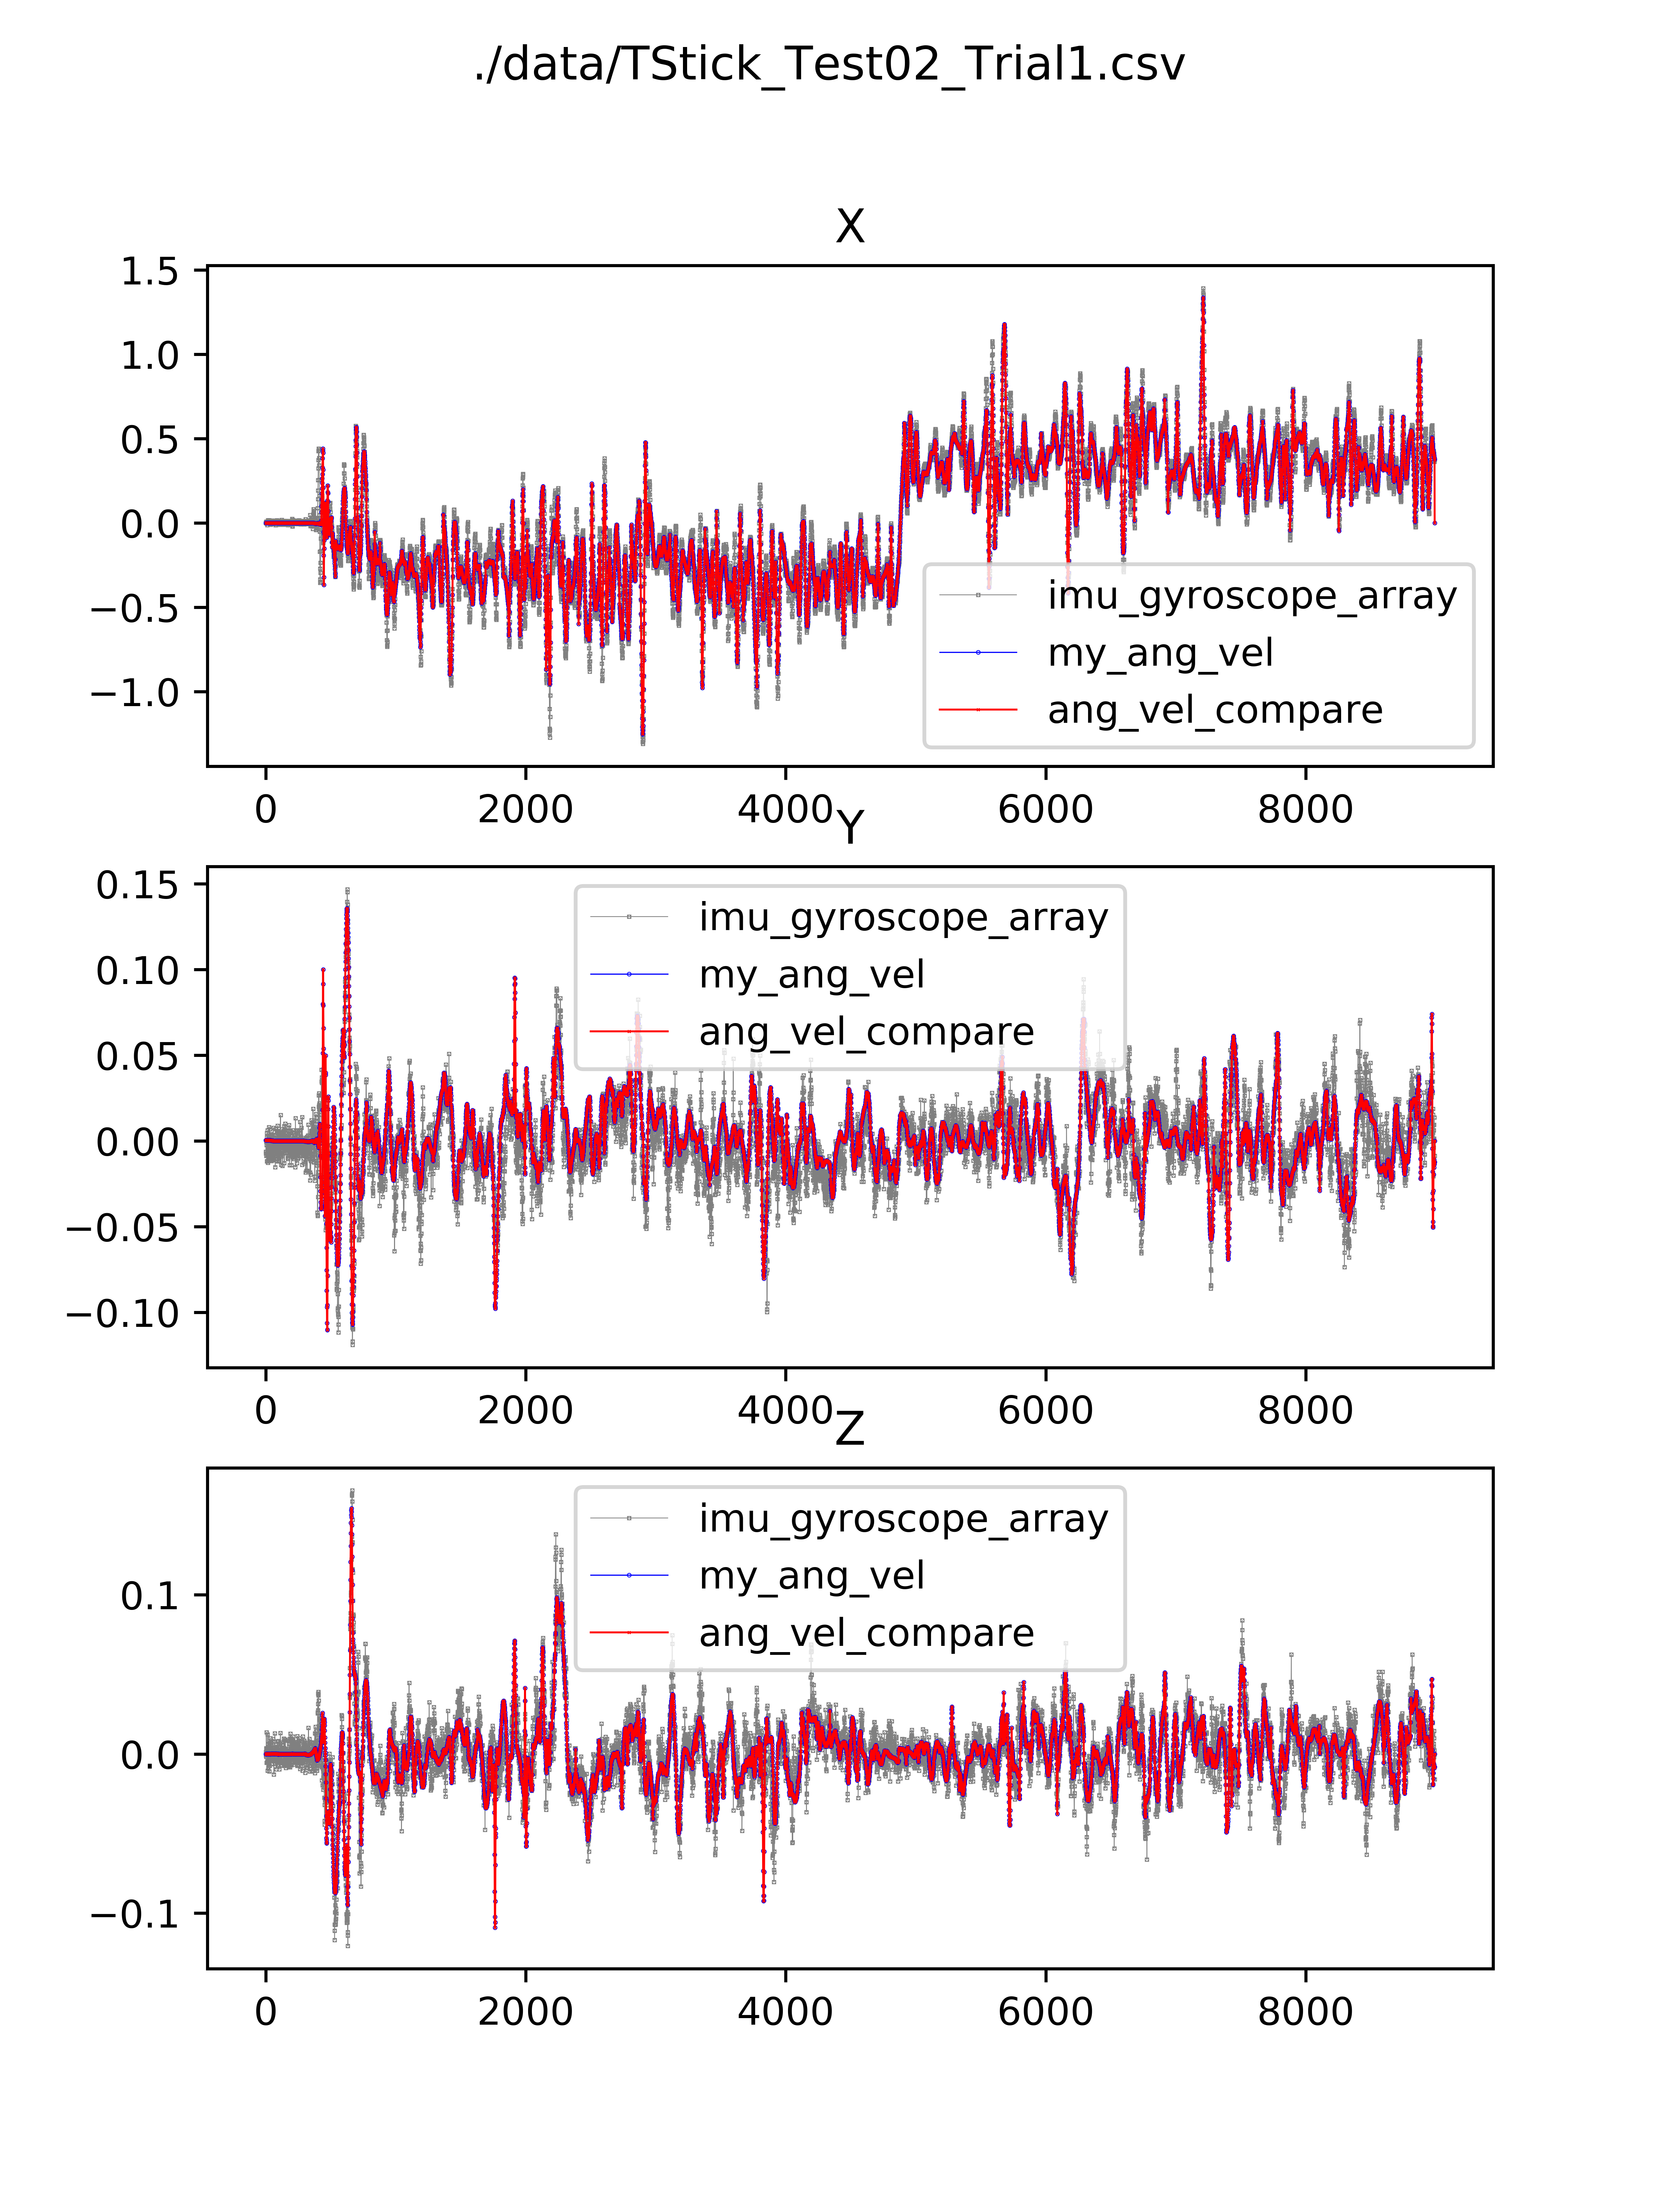 ./data/TStick_Test02_Trial1.csv
X
1.5
1.0
0.5
0.0
−0.5
−1.0
imu_gyroscope_array
my_ang_vel
ang_vel_compare
0 2000 4000 6000 8000
Y
0.15
0.10
0.05
0.00
−0.05
−0.10
imu_gyroscope_array
my_ang_vel
ang_vel_compare
0 2000 4000 6000 8000
Z
0.1
0.0
−0.1
imu_gyroscope_array
my_ang_vel
ang_vel_compare
0 2000 4000 6000 8000